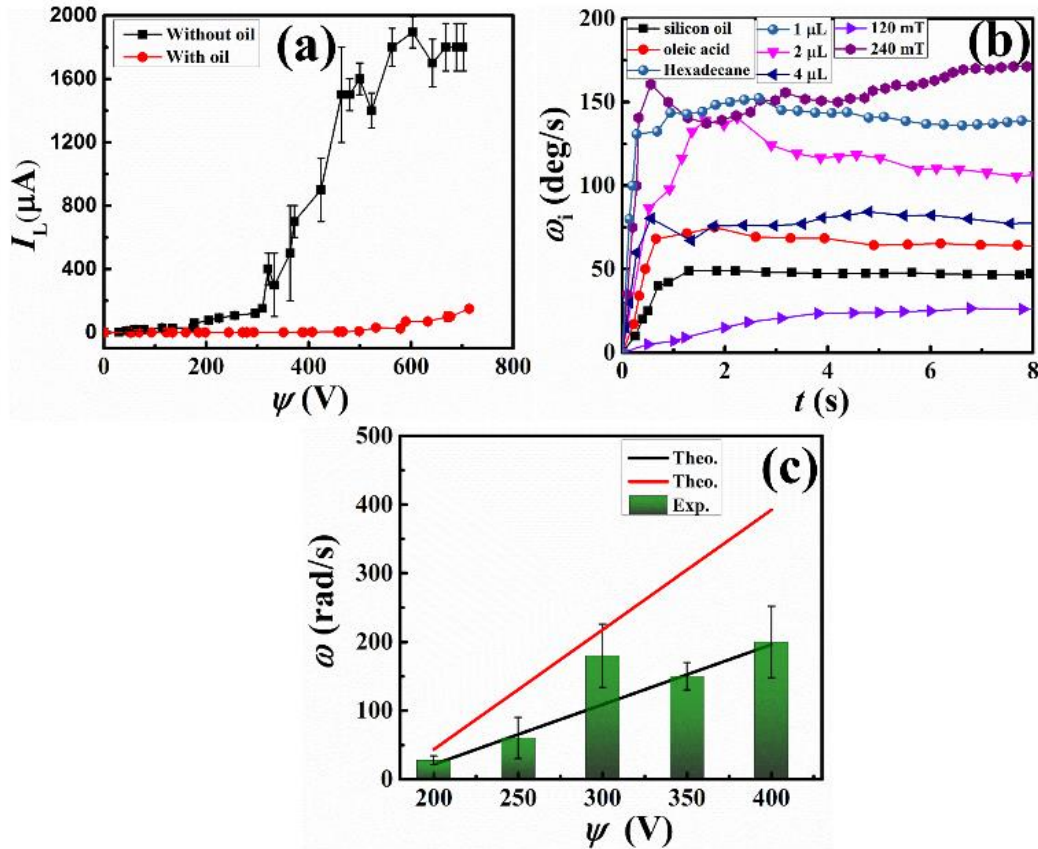 (a)
Without oil
With oil
I_L(μA)
2000
1600
1200
800
400
0
0 200 400 600 800
ψ (V)
(b)
silicon oil
oleic acid
Hexadecane
1 μL
2 μL
4 μL
120 mT
240 mT
ω_i (deg/s)
200
150
100
50
0
0 2 4 6 8
t (s)
(c)
Theo.
Theo.
Exp.
ω (rad/s)
500
400
300
200
100
0
200 250 300 350 400
ψ (V)